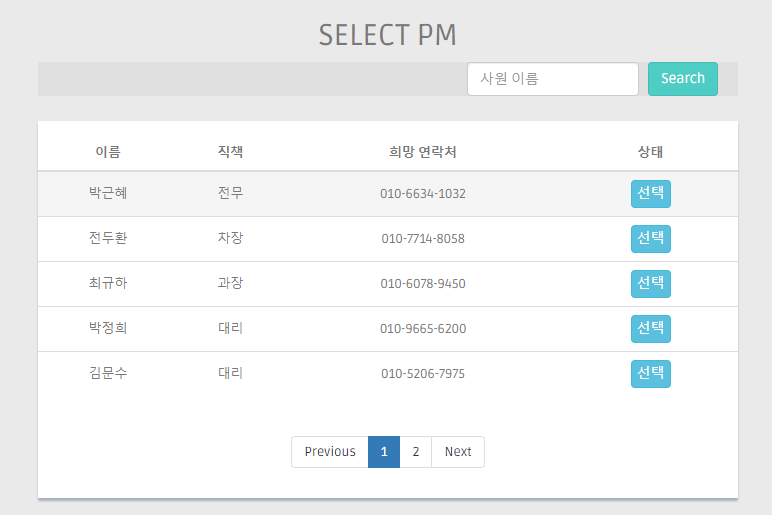 SELECT PM
사원 이름 Search
이름 직책 희망 연락처 상태
박근혜 전무 010-6634-1032 선택
전두환 차장 010-7714-8058 선택
최규하 과장 010-6078-9450 선택
박정희 대리 010-9665-6200 선택
김문수 대리 010-5206-7975 선택
Previous 1 2 Next